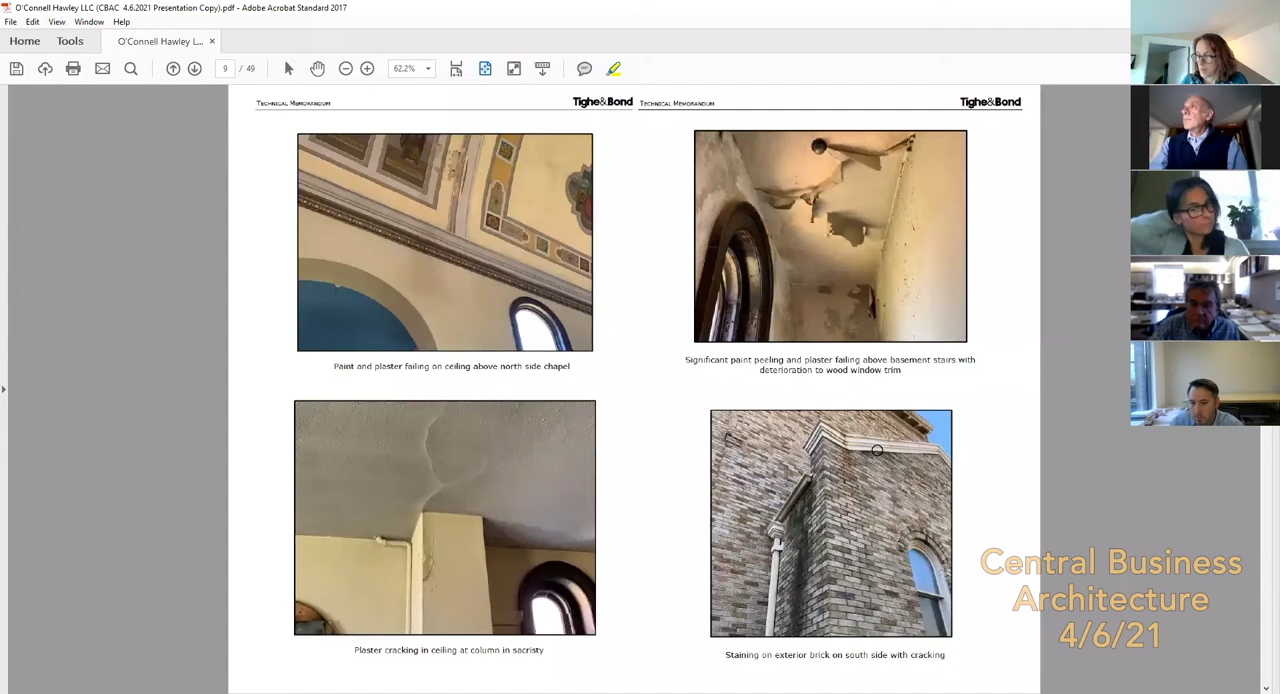 O'Connell Hawley LLC (CBAC 4.6.2021 Presentation Copy).pdf - Adobe Acrobat Standard 2017
File Edit View Window Help
Home Tools O'Connell Hawley L... ×
9 / 49 62.2%
TECHNICAL MEMORANDUM Tighe&Bond
TECHNICAL MEMORANDUM Tighe&Bond
Paint and plaster failing on ceiling above north side chapel
Significant paint peeling and plaster failing above basement stairs with
deterioration to wood window trim
Plaster cracking in ceiling at column in sacristy
Staining on exterior brick on south side with cracking
Central Business
Architecture
4/6/21